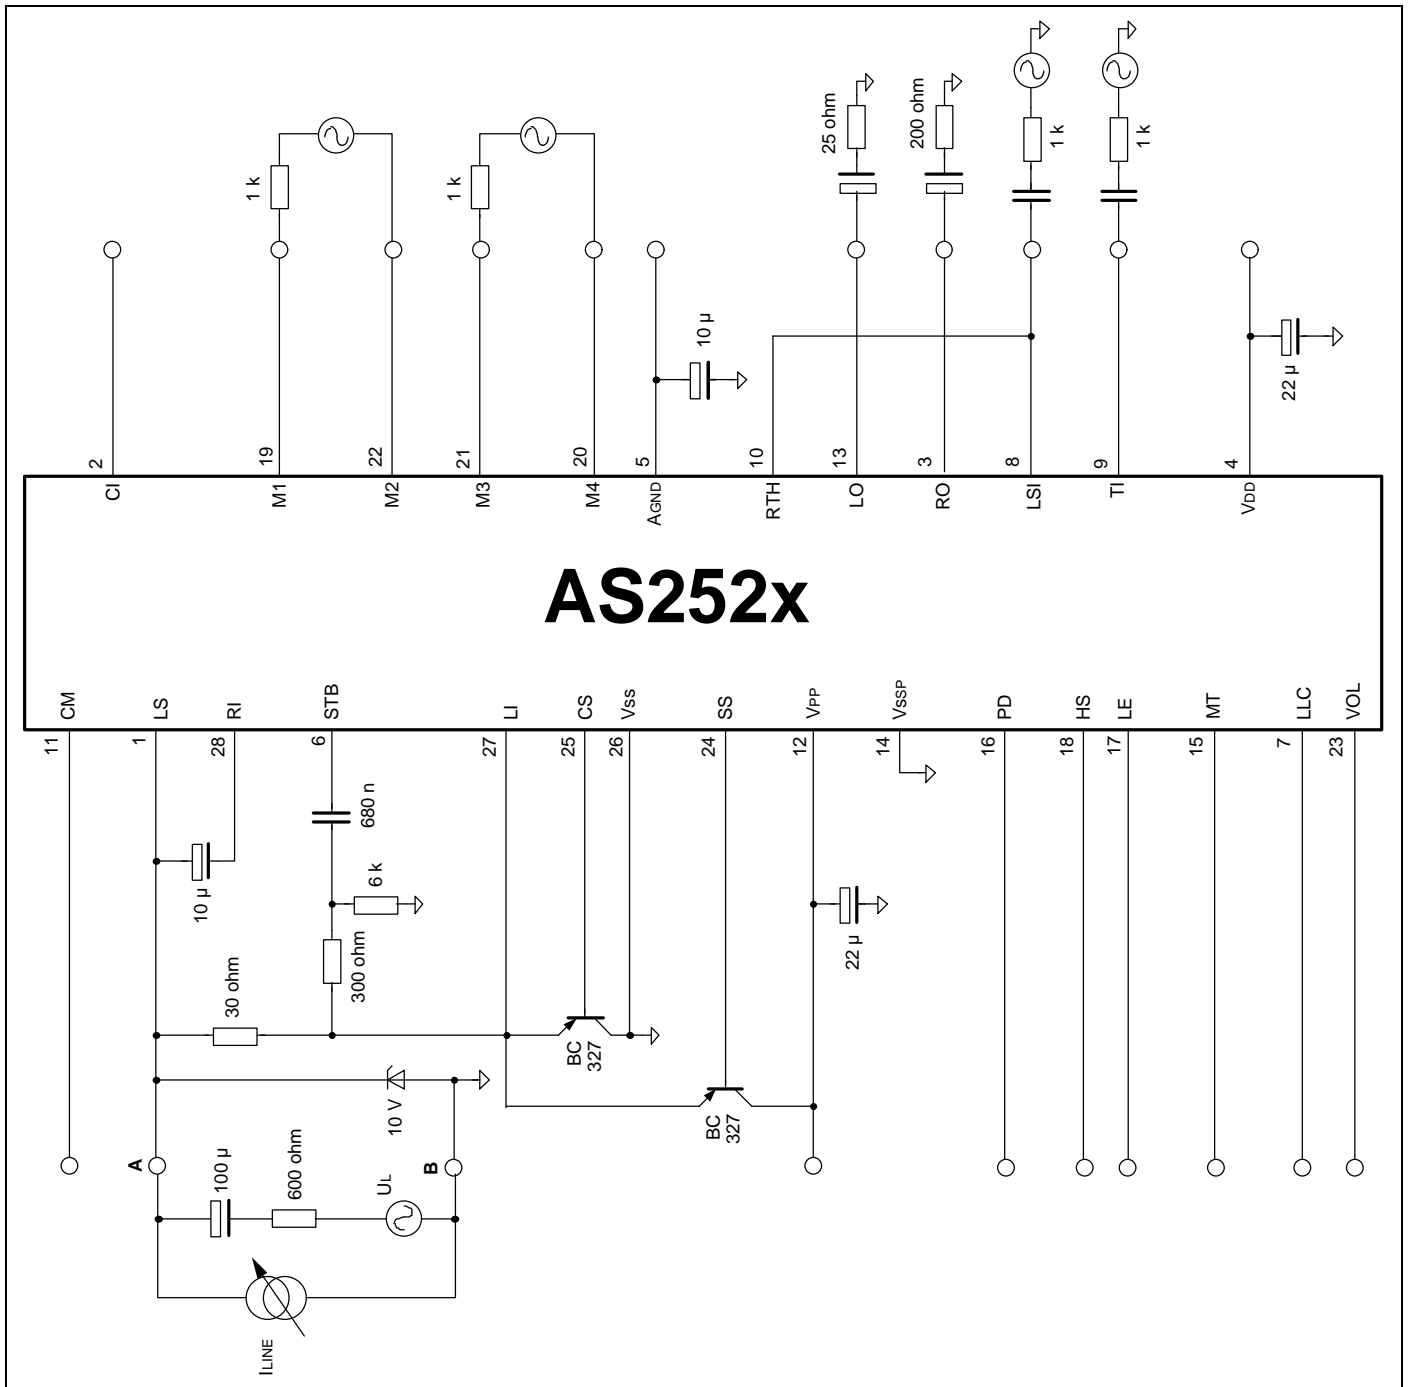 25 ohm
200 ohm
1 k
1 k
1 k
1 k
10 µ
22 µ
2
19
22
21
20
5
10
13
3
8
9
4
CI
M1
M2
M3
M4
AGND
RTH
LO
RO
LSI
TI
VDD
AS252x
CM
LS
RI
STB
LI
CS
VSS
SS
VPP
VSSP
PD
HS
LE
MT
LLC
VOL
11
1
28
6
27
25
26
24
12
14
16
18
17
15
7
23
680 n
10 µ
6 k
22 µ
30 ohm
300 ohm
BC
327
BC
327
10 V
A
B
100 µ
600 ohm
UL
ILINE